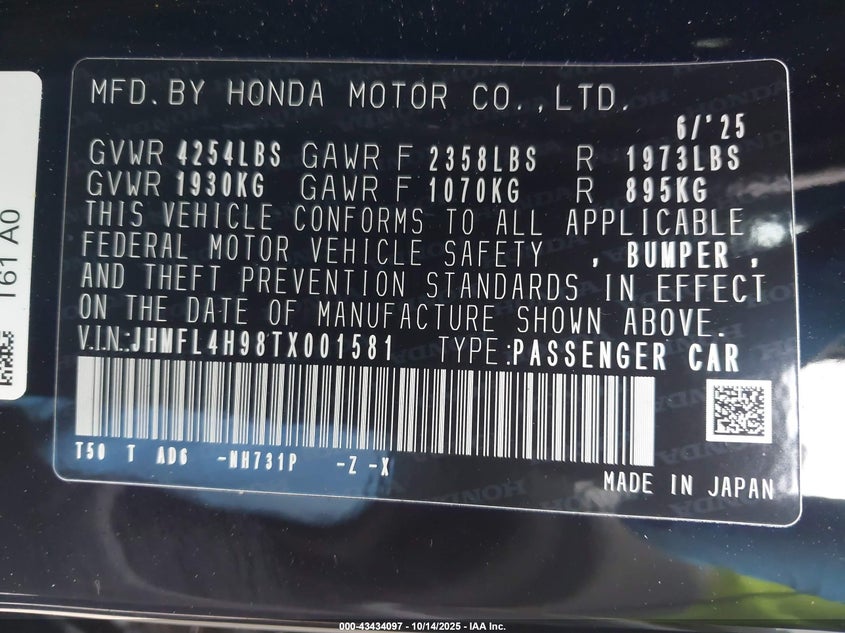 MFD.BY HONDA MOTOR CO.,LTD.
6/'25
GVWR 4254LBS GAWR F 2358LBS R 1973LBS
GVWR 1930KG GAWR F 1070KG R 895KG
THIS VEHICLE CONFORMS TO ALL APPLICABLE
FEDERAL MOTOR VEHICLE SAFETY , BUMPER ,
AND THEFT PREVENTION STANDARDS IN EFFECT
ON THE DATE OF MANUFACTURE SHOWN ABOVE.
V.I.N.:JHMFL4H98TX001581 TYPE:PASSENGER CAR
T50 T AD6 -NH731P -Z -X
MADE IN JAPAN
T61 A0
000-43434097 - 10/14/2025 - IAA Inc.